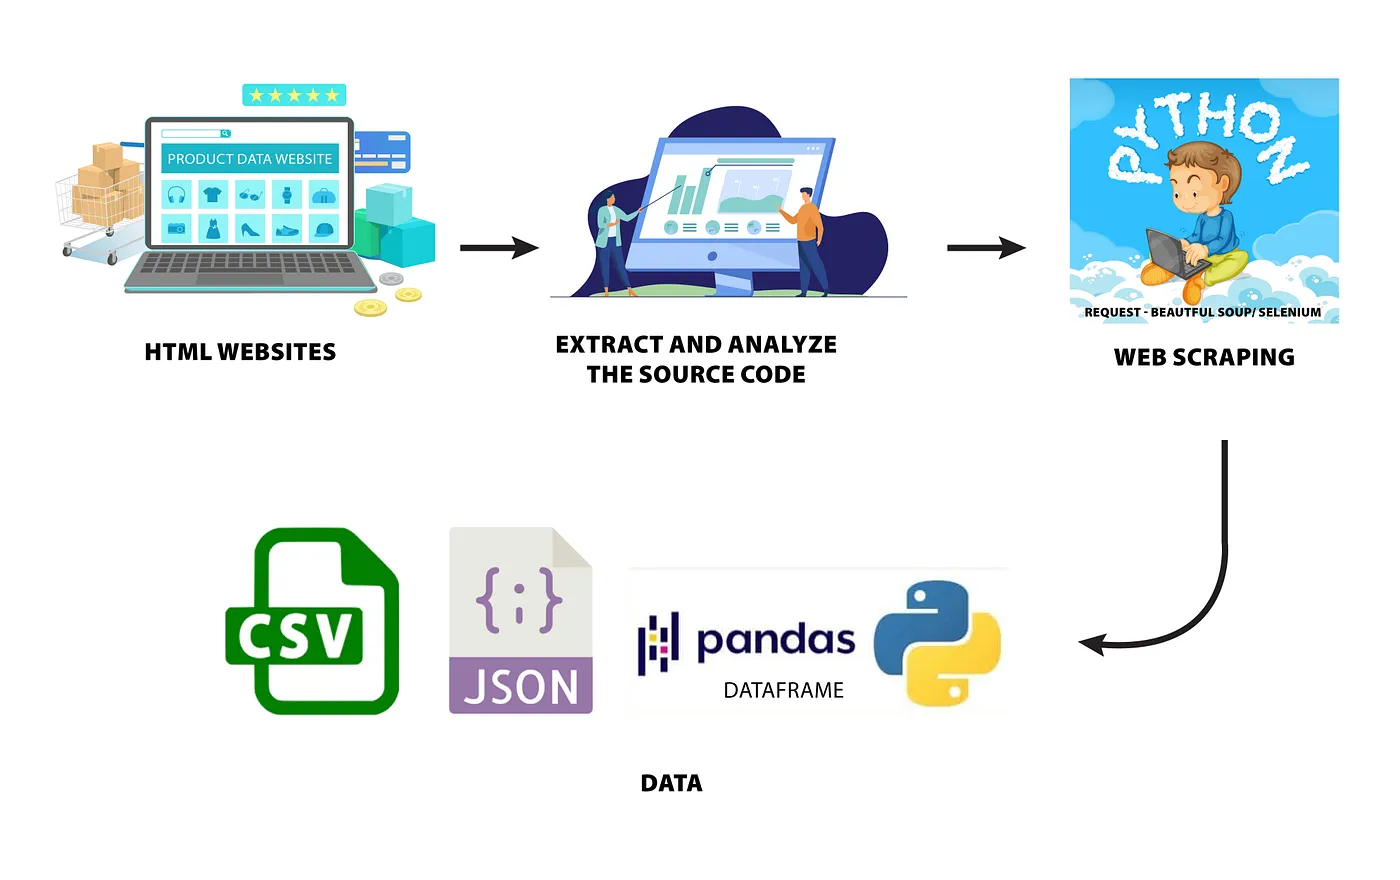 PRODUCT DATA WEBSITE
HTML WEBSITES
EXTRACT AND ANALYZE
THE SOURCE CODE
PYTHON
REQUEST - BEAUTFUL SOUP/ SELENIUM
WEB SCRAPING
CSV
{;}
JSON
pandas
DATAFRAME
DATA